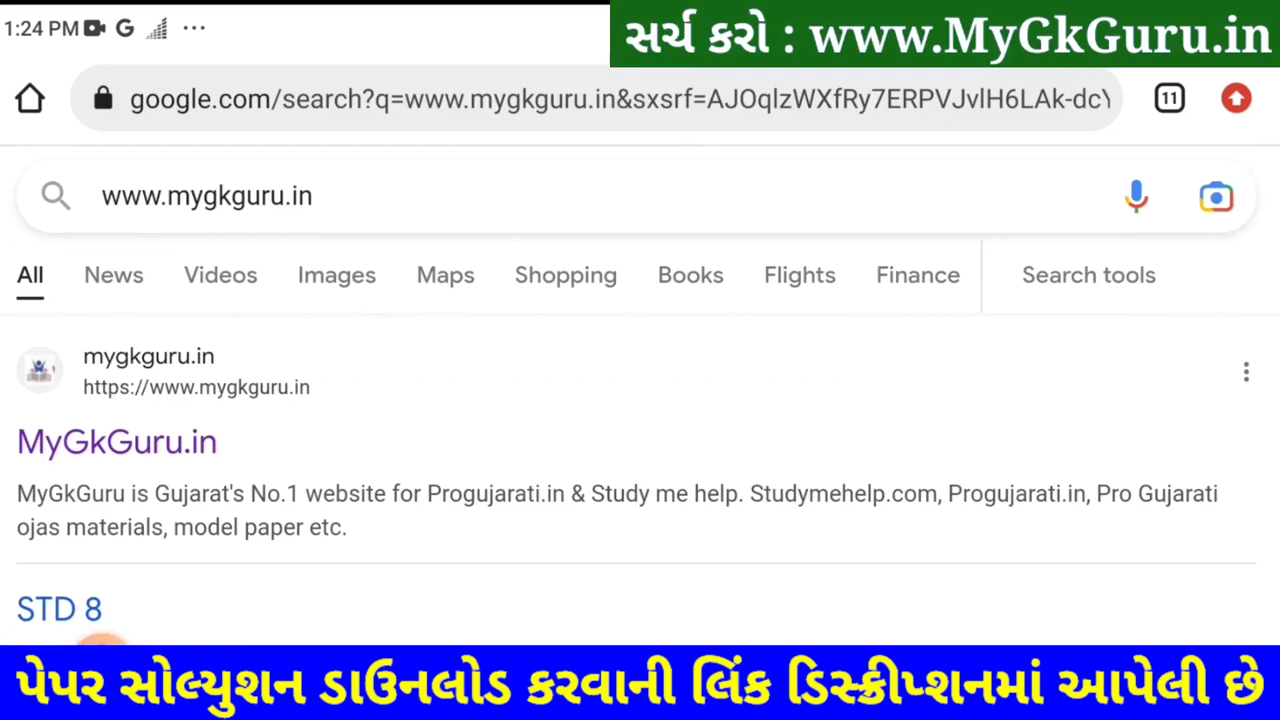 1:24 PM
સર્ચ કરો : www.MyGkGuru.in
google.com/search?q=www.mygkguru.in&sxsrf=AJOqlzWXfRy7ERPVJvlH6LAk-dcY
11
www.mygkguru.in
All News Videos Images Maps Shopping Books Flights Finance Search tools
mygkguru.in
https://www.mygkguru.in
MyGkGuru.in
MyGkGuru is Gujarat's No.1 website for Progujarati.in & Study me help. Studymehelp.com, Progujarati.in, Pro Gujarati
ojas materials, model paper etc.
STD 8
પેપર સોલ્યુશન ડાઉનલોડ કરવાની લિંક ડિસ્ક્રીપ્શનમાં આપેલી છે